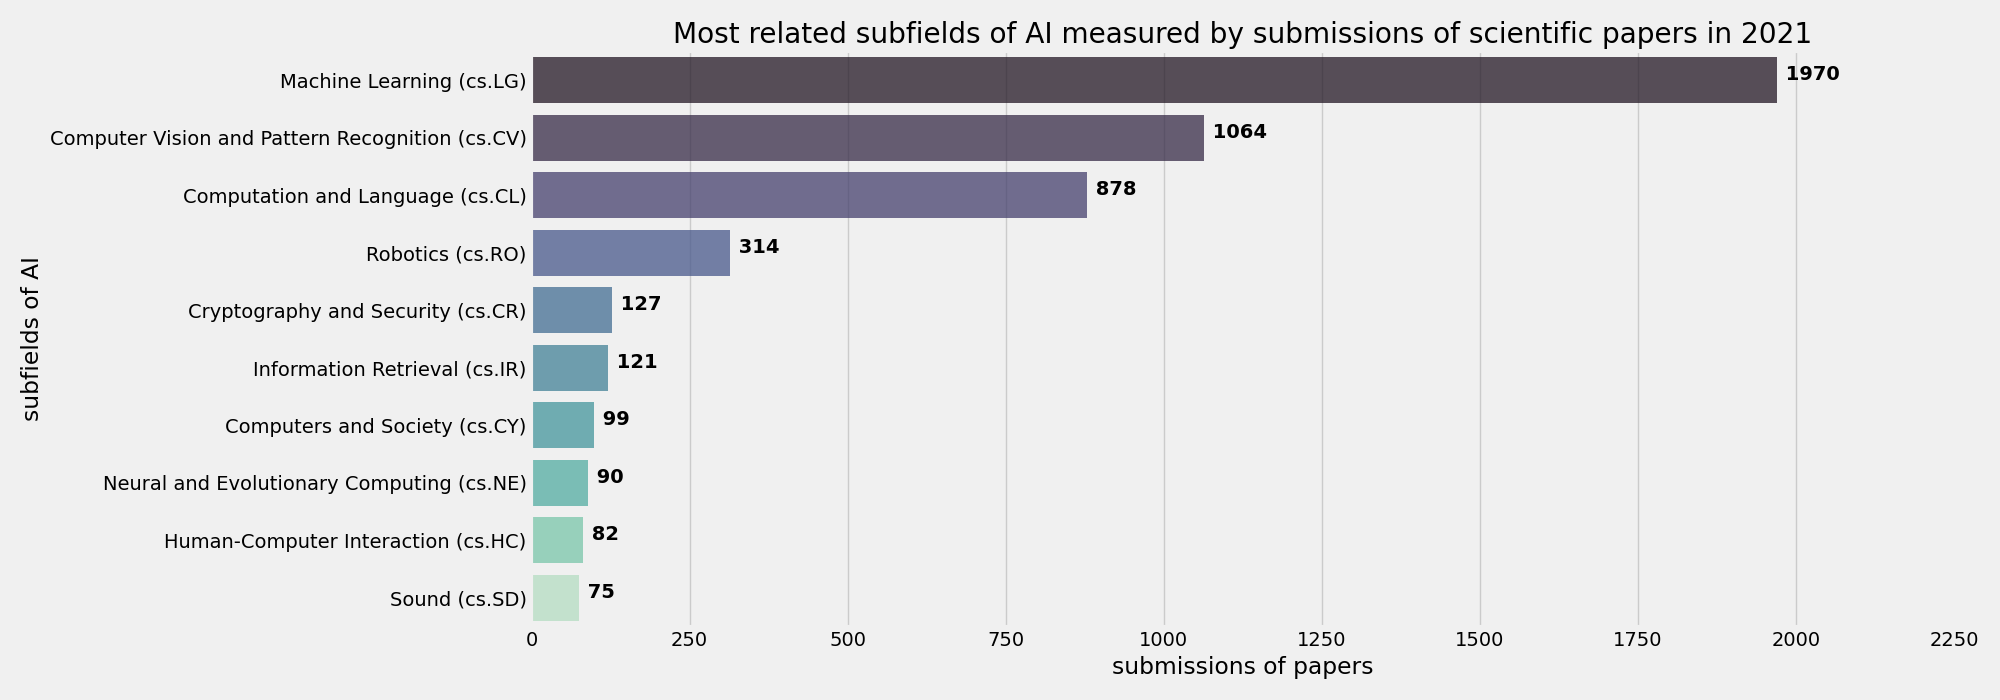 Most related subfields of AI measured by submissions of scientific papers in 2021
subfields of AI
Machine Learning (cs.LG) 1970
Computer Vision and Pattern Recognition (cs.CV) 1064
Computation and Language (cs.CL) 878
Robotics (cs.RO) 314
Cryptography and Security (cs.CR) 127
Information Retrieval (cs.IR) 121
Computers and Society (cs.CY) 99
Neural and Evolutionary Computing (cs.NE) 90
Human-Computer Interaction (cs.HC) 82
Sound (cs.SD) 75
0 250 500 750 1000 1250 1500 1750 2000 2250
submissions of papers